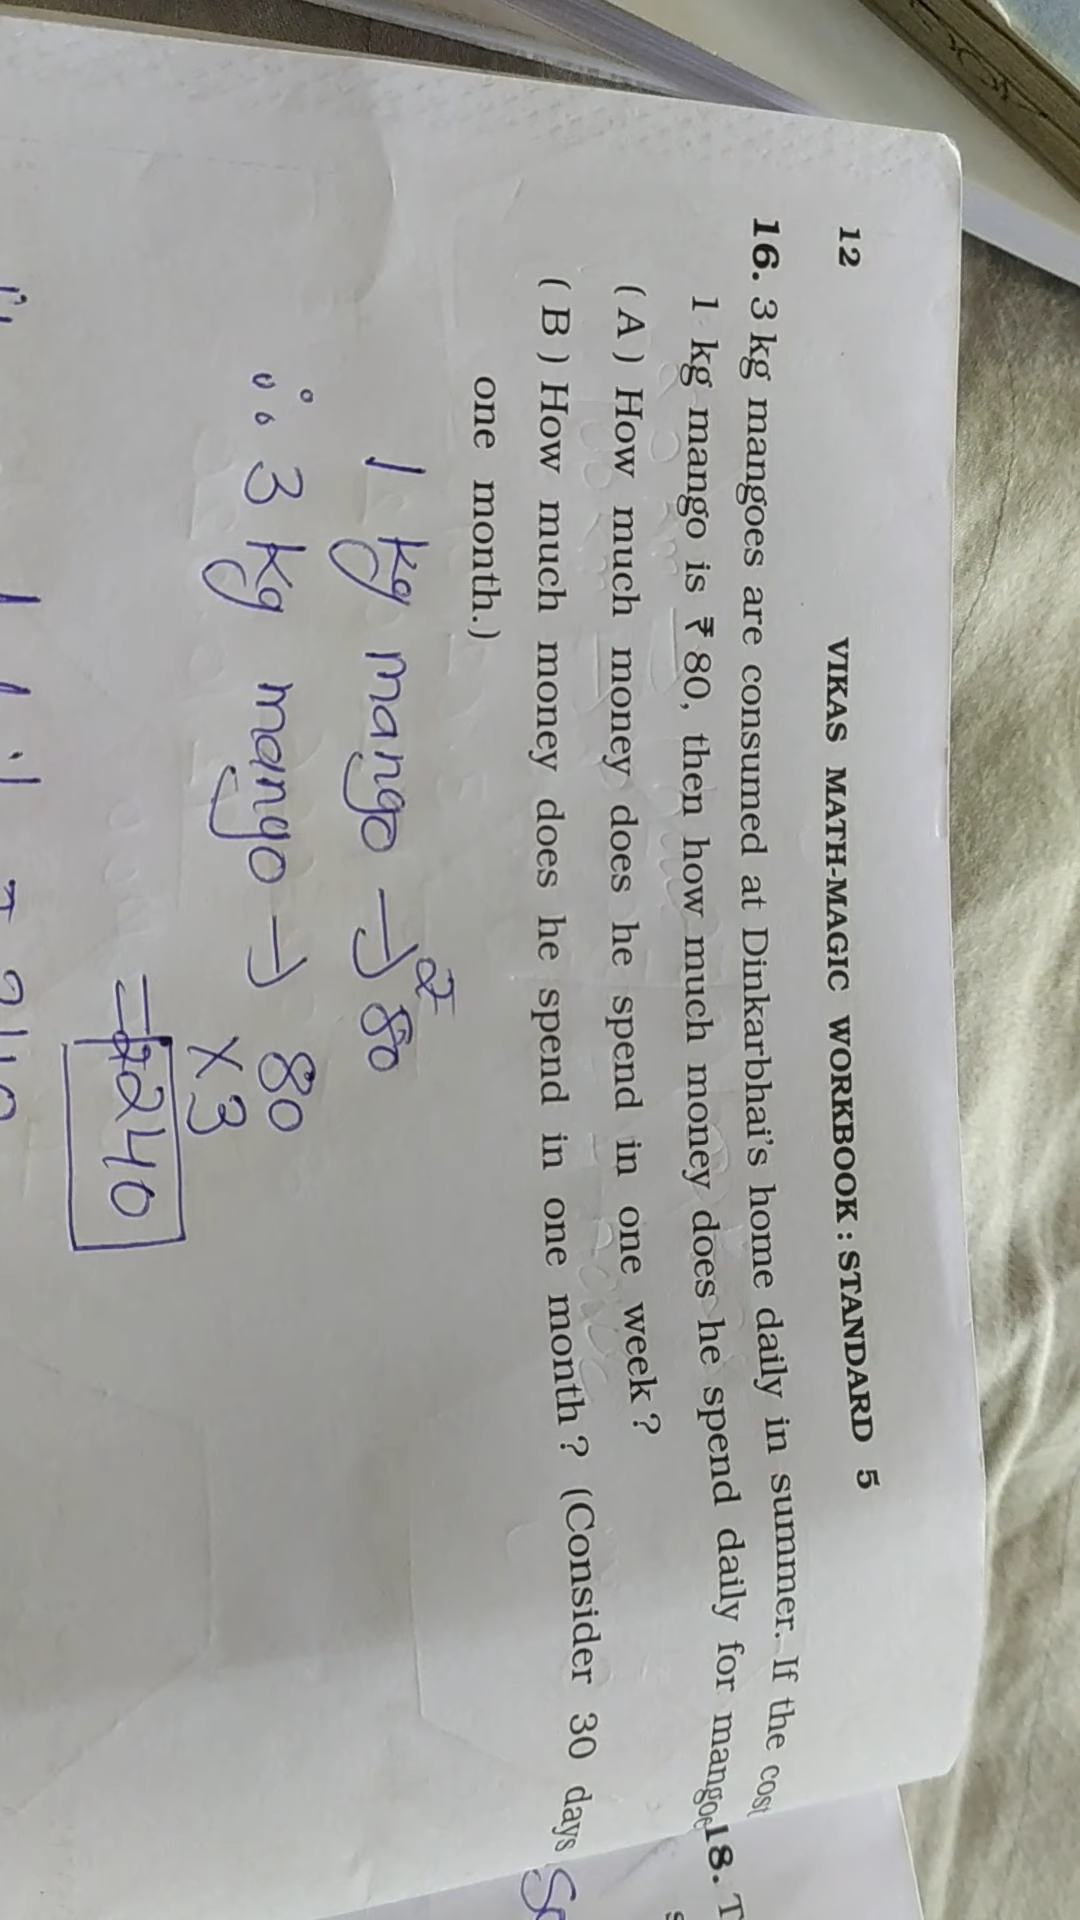 12 VIKAS MATH-MAGIC WORKBOOK : STANDARD 5
16. 3 kg mangoes are consumed at Dinkarbhai's home daily in summer. If the cost
1 kg mango is ₹ 80, then how much money does he spend daily for mangoe
( A ) How much money does he spend in one week ?
( B ) How much money does he spend in one month ? (Consider 30 days
one month.)
18. T
1 kg mango → ₹ 80
∴ 3 kg mango → 80
× 3
= ₹ 240